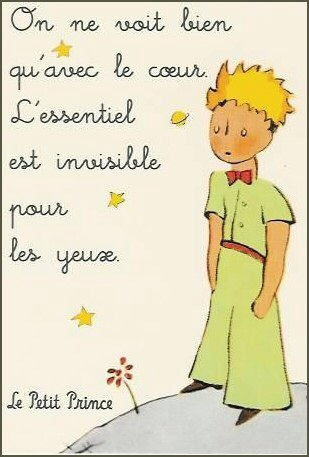 On ne voit bien
qu'avec le cœur.
L'essentiel
est invisible
pour
les yeux.
Le Petit Prince